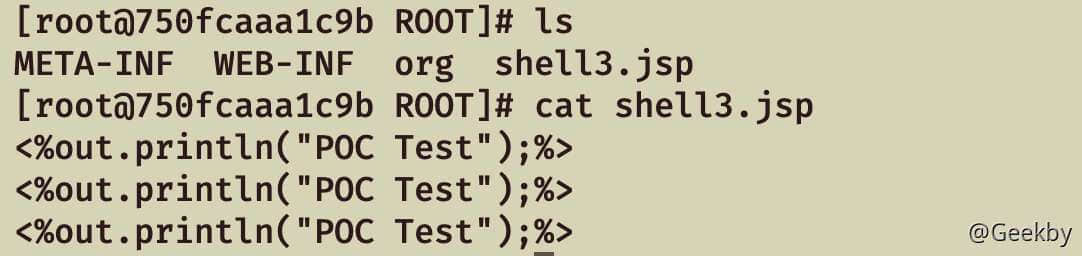 [root@750fcaaa1c9b ROOT]# ls
META-INF  WEB-INF  org  shell3.jsp
[root@750fcaaa1c9b ROOT]# cat shell3.jsp
<%out.println("POC Test");%>
<%out.println("POC Test");%>
<%out.println("POC Test");%>
@Geekby